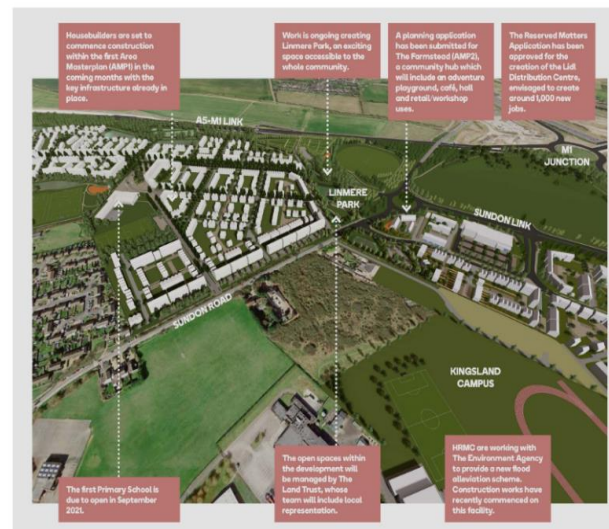 Housebuilders are set to
commence construction
within the first Area
Masterplan (AMP1) in the
coming months with the
key infrastructure already in
place.
Work is ongoing creating
Linmere Park, an exciting
space accessible to the
whole community.
A planning application
has been submitted for
The Farmstead (AMP2),
a community hub which
will include an adventure
playground, café, hall
and retail/workshop
uses.
The Reserved Matters
Application has been
approved for the
creation of the Lidl
Distribution Centre,
envisaged to create
around 1,000 new
jobs.
A5-M1 LINK
M1
JUNCTION
LINMERE
PARK
SUNDON LINK
SUNDON ROAD
KINGSLAND
CAMPUS
The first Primary School is
due to open in September
2021.
The open spaces within
the development will
be managed by The
Land Trust, whose
team will include local
representation.
HRMC are working with
The Environment Agency
to provide a new flood
alleviation scheme.
Construction works have
recently commenced on
this facility.